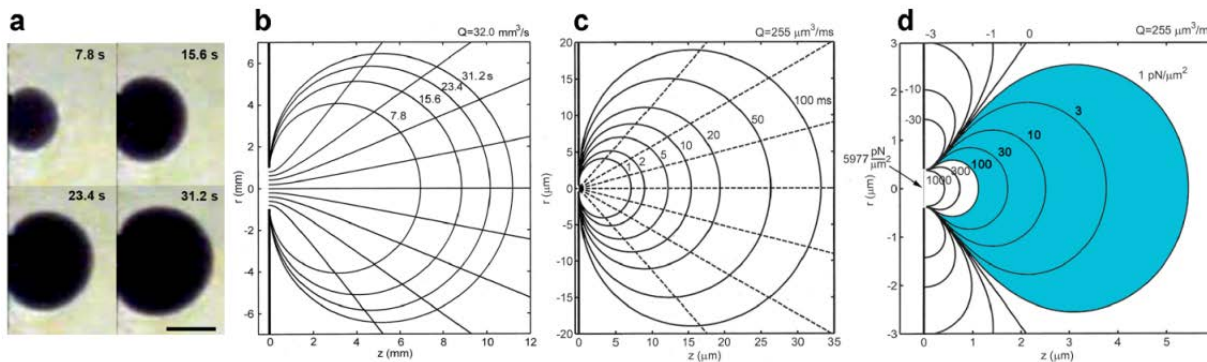 a
7.8 s
15.6 s
23.4 s
31.2 s
b
Q=32.0 mm³/s
6
4
2
0
-2
-4
-6
r (mm)
0 2 4 6 8 10 12
z (mm)
31.2 s
23.4
15.6
7.8
c
Q=255 μm³/ms
20
15
10
5
0
-5
-10
-15
-20
r (μm)
0 5 10 15 20 25 30 35
z (μm)
1 2 5 10 20 50 100 ms
d
Q=255 μm³/ms
-3 -1 0
3
2
1
0
-1
-2
-3
r (μm)
0 1 2 3 4 5
z (μm)
-10
-30
5977 pN/μm²
1000 300 100 30 10 3
1 pN/μm²